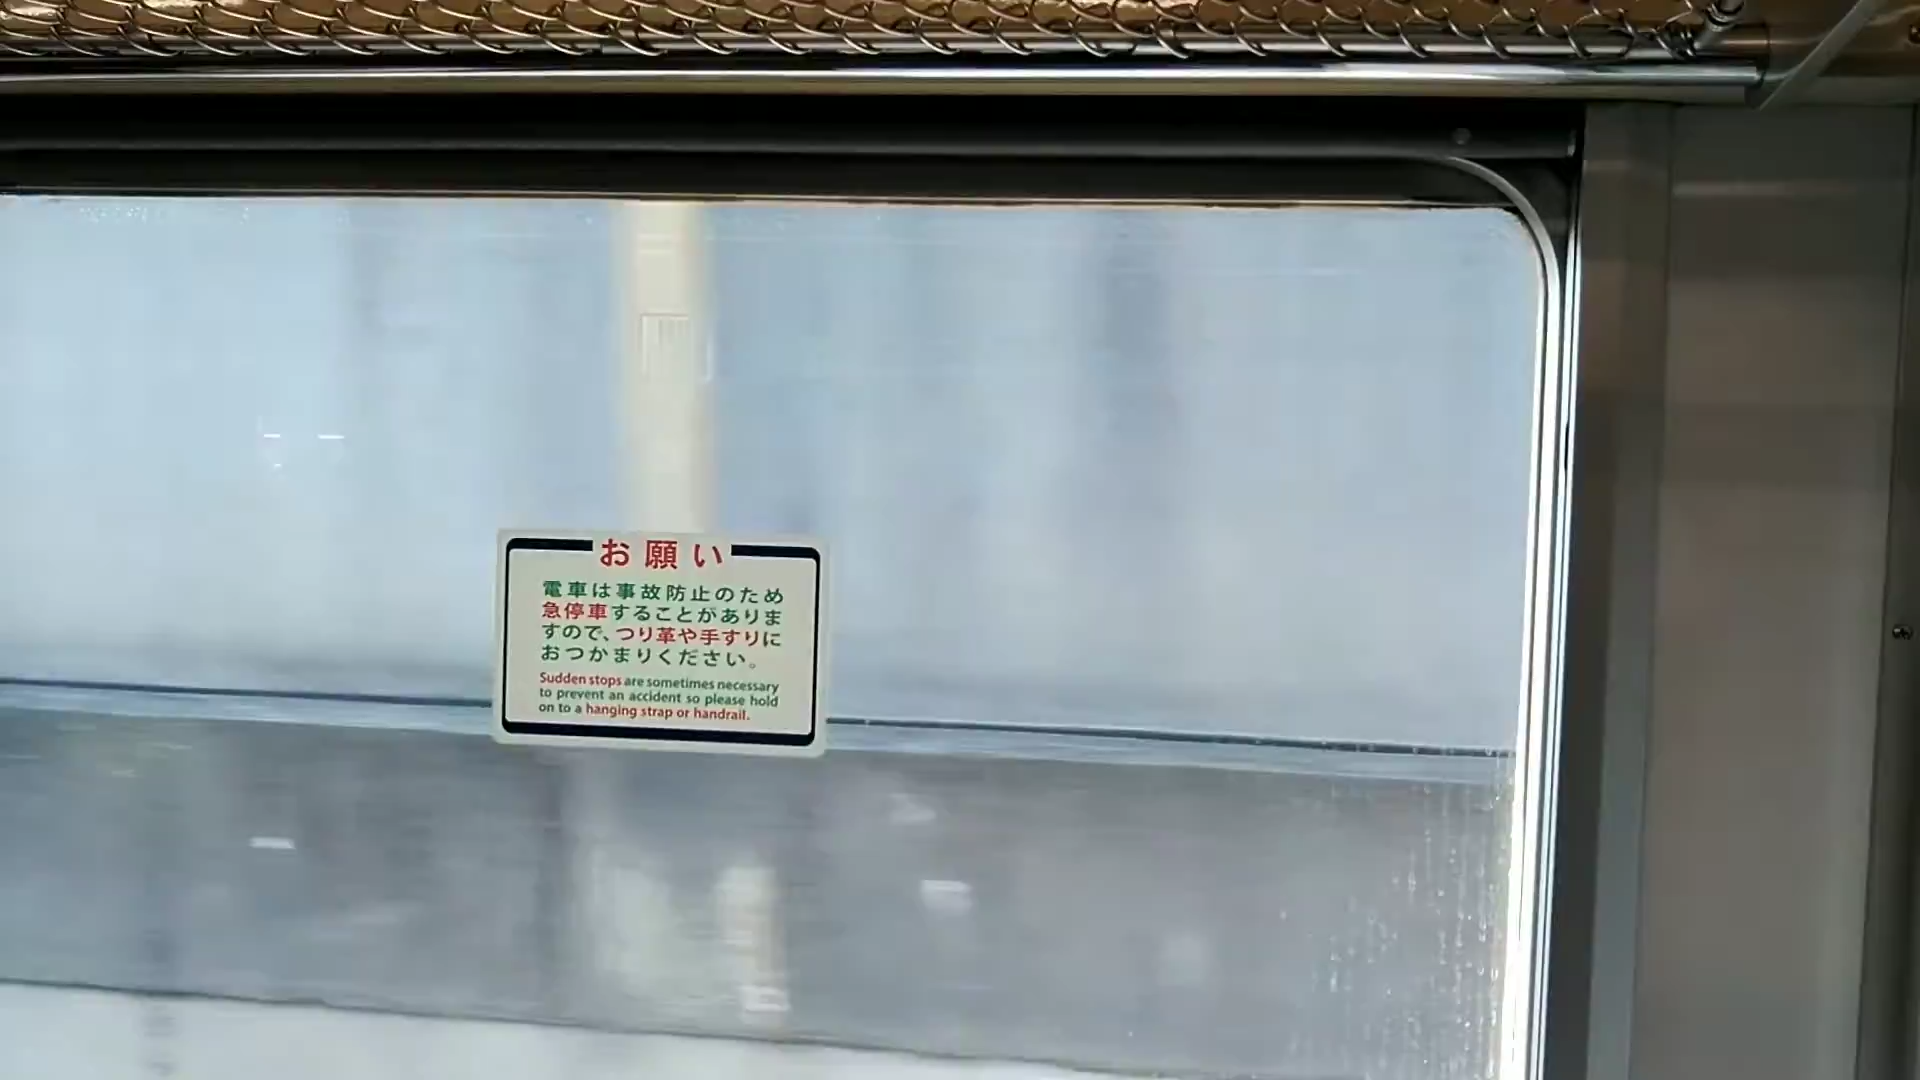 お願い
電車は事故防止のため
急停車することがありま
すので、つり革や手すりに
おつかまりください。
Sudden stops are sometimes necessary
to prevent an accident so please hold
on to a hanging strap or handrail.